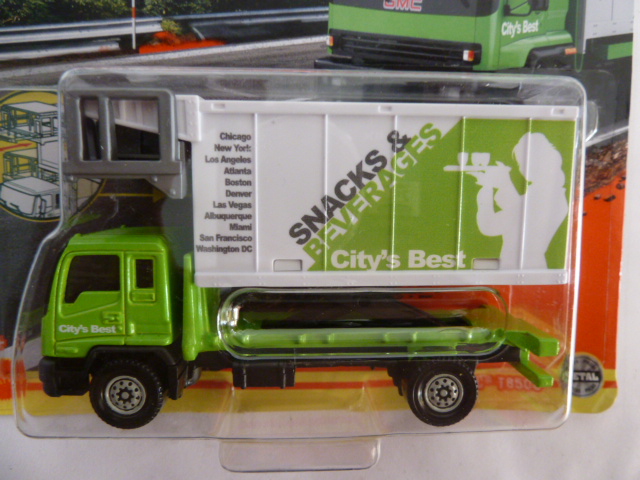 GMC
City's Best
Chicago
New York
Los Angeles
Atlanta
Boston
Denver
Las Vegas
Albuquerque
Miami
San Francisco
Washington DC
SNACKS &
BEVERAGES
City's Best
City's Best
METAL